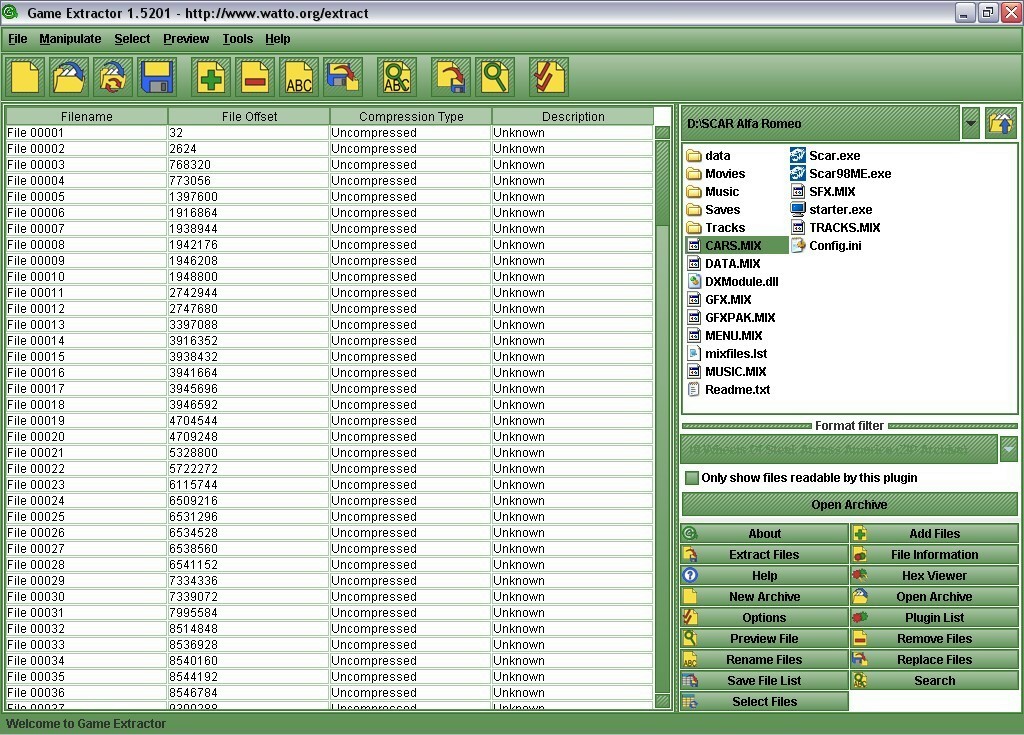 Game Extractor 1.5201 - http://www.watto.org/extract
File Manipulate Select Preview Tools Help
ABC ABC
Filename File Offset Compression Type Description
File 00001 32 Uncompressed Unknown
File 00002 2624 Uncompressed Unknown
File 00003 768320 Uncompressed Unknown
File 00004 773056 Uncompressed Unknown
File 00005 1397600 Uncompressed Unknown
File 00006 1916864 Uncompressed Unknown
File 00007 1938944 Uncompressed Unknown
File 00008 1942176 Uncompressed Unknown
File 00009 1946208 Uncompressed Unknown
File 00010 1948800 Uncompressed Unknown
File 00011 2742944 Uncompressed Unknown
File 00012 2747680 Uncompressed Unknown
File 00013 3397088 Uncompressed Unknown
File 00014 3916352 Uncompressed Unknown
File 00015 3938432 Uncompressed Unknown
File 00016 3941664 Uncompressed Unknown
File 00017 3945696 Uncompressed Unknown
File 00018 3946592 Uncompressed Unknown
File 00019 4704544 Uncompressed Unknown
File 00020 4709248 Uncompressed Unknown
File 00021 5328800 Uncompressed Unknown
File 00022 5722272 Uncompressed Unknown
File 00023 6115744 Uncompressed Unknown
File 00024 6509216 Uncompressed Unknown
File 00025 6531296 Uncompressed Unknown
File 00026 6534528 Uncompressed Unknown
File 00027 6538560 Uncompressed Unknown
File 00028 6541152 Uncompressed Unknown
File 00029 7334336 Uncompressed Unknown
File 00030 7339072 Uncompressed Unknown
File 00031 7995584 Uncompressed Unknown
File 00032 8514848 Uncompressed Unknown
File 00033 8536928 Uncompressed Unknown
File 00034 8540160 Uncompressed Unknown
File 00035 8544192 Uncompressed Unknown
File 00036 8546784 Uncompressed Unknown
File 00037 9300288 Uncompressed Unknown
D:\SCAR Alfa Romeo
data
Movies
Music
Saves
Tracks
CARS.MIX
DATA.MIX
DXModule.dll
GFX.MIX
GFXPAK.MIX
MENU.MIX
mixfiles.lst
MUSIC.MIX
Readme.txt
Scar.exe
Scar98ME.exe
SFX.MIX
starter.exe
TRACKS.MIX
Config.ini
Format filter
18 Wheels Of Steel: Across America (ZIP Archive)
Only show files readable by this plugin
Open Archive
About Add Files
Extract Files File Information
Help Hex Viewer
New Archive Open Archive
Options Plugin List
Preview File Remove Files
ABC Rename Files Replace Files
Save File List Search
Select Files
Welcome to Game Extractor